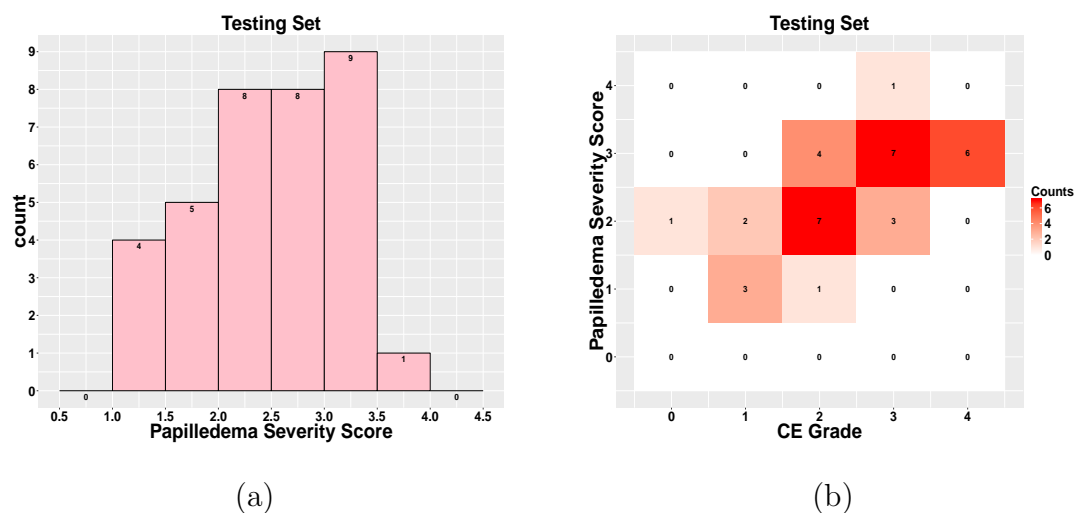 Testing Set
count
9
8
7
6
5
4
3
2
1
0
0
4
5
8
8
9
1
0
0.5 1.0 1.5 2.0 2.5 3.0 3.5 4.0 4.5
Papilledema Severity Score
(a)
Testing Set
Papilledema Severity Score
4 0 0 0 1 0
3 0 0 4 7 6
2 1 2 7 3 0
1 0 3 1 0 0
0 0 0 0 0 0
0 1 2 3 4
CE Grade
Counts
6
4
2
0
(b)